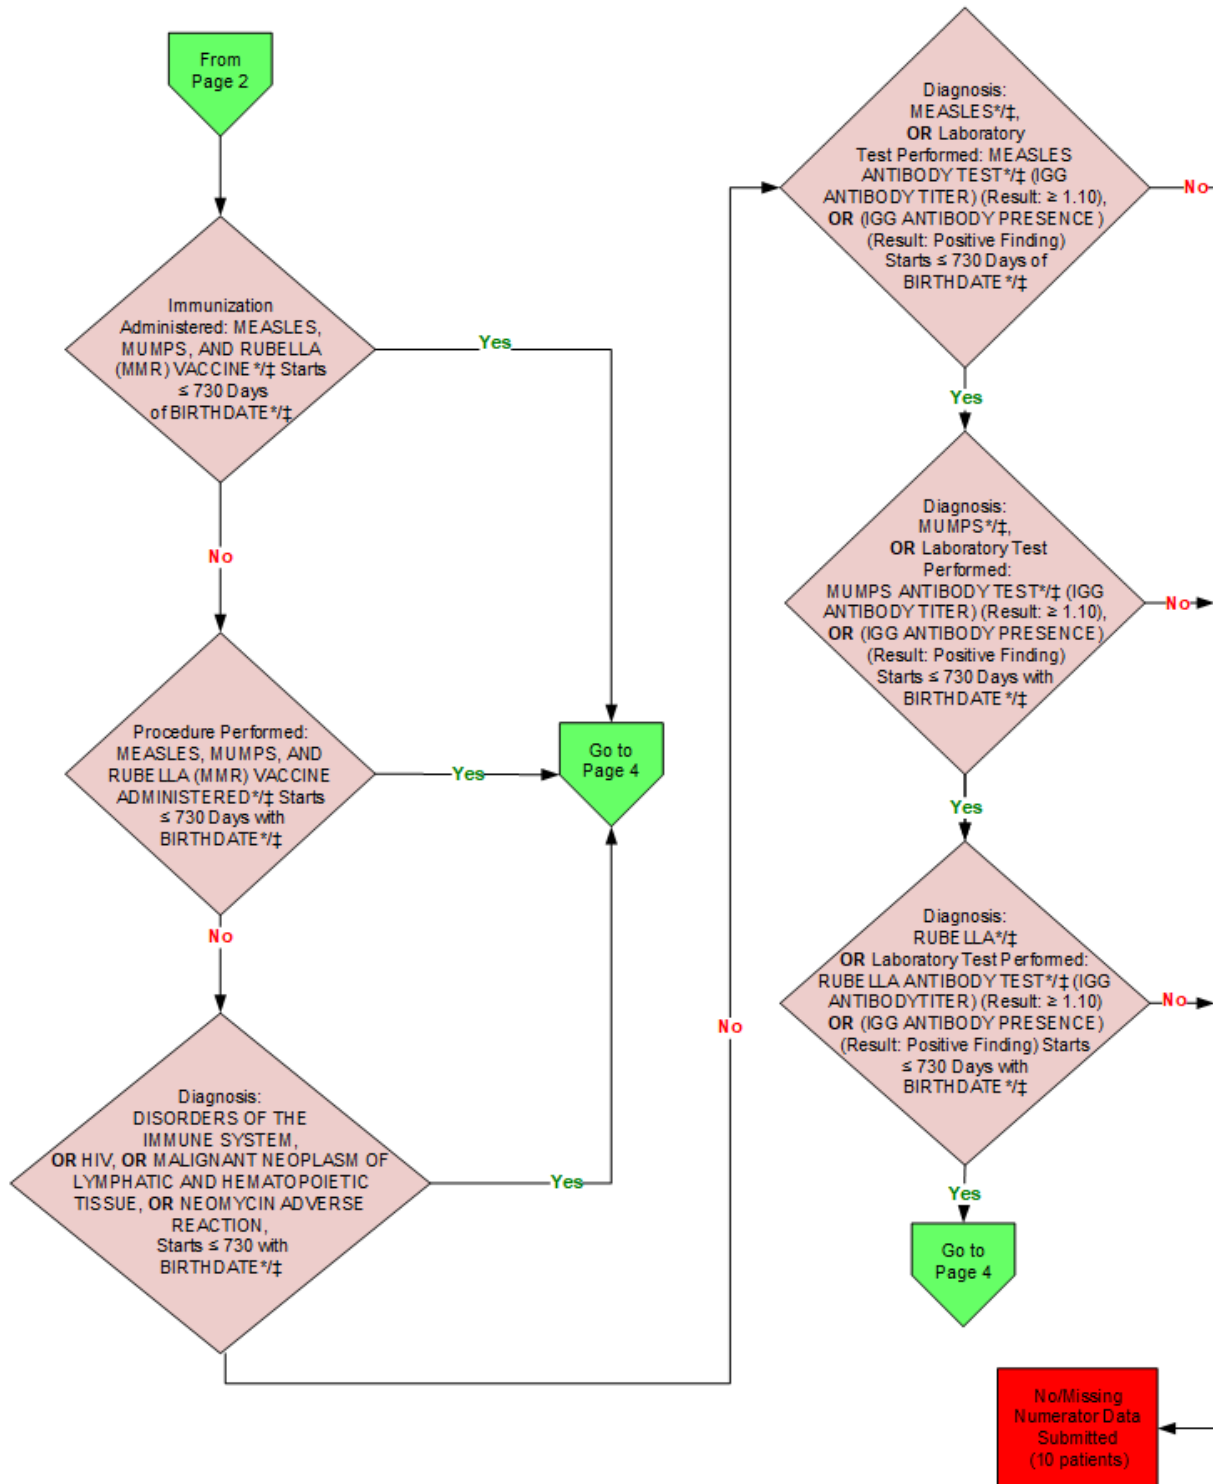 From
Page 2
Immunization
Administered: MEASLES,
MUMPS, AND RUBELLA
(MMR) VACCINE*/‡ Starts
≤ 730 Days
of BIRTHDATE*/‡
Yes
No
Procedure Performed:
MEASLES, MUMPS, AND
RUBELLA (MMR) VACCINE
ADMINISTERED*/‡ Starts
≤ 730 Days with
BIRTHDATE*/‡
Yes
Go to
Page 4
No
Diagnosis:
DISORDERS OF THE
IMMUNE SYSTEM,
OR HIV, OR MALIGNANT NEOPLASM OF
LYMPHATIC AND HEMATOPOIETIC
TISSUE, OR NEOMYCIN ADVERSE
REACTION,
Starts ≤ 730 with
BIRTHDATE*/‡
Yes
No
Diagnosis:
MEASLES*/‡,
OR Laboratory
Test Performed: MEASLES
ANTIBODY TEST*/‡ (IGG
ANTIBODY TITER) (Result: ≥ 1.10),
OR (IGG ANTIBODY PRESENCE)
(Result: Positive Finding)
Starts ≤ 730 Days of
BIRTHDATE*/‡
No
Yes
Diagnosis:
MUMPS*/‡,
OR Laboratory Test
Performed:
MUMPS ANTIBODY TEST*/‡ (IGG
ANTIBODY TITER) (Result: ≥ 1.10),
OR (IGG ANTIBODY PRESENCE)
(Result: Positive Finding)
Starts ≤ 730 Days with
BIRTHDATE*/‡
No
Yes
Diagnosis:
RUBELLA*/‡
OR Laboratory Test Performed:
RUBELLA ANTIBODY TEST*/‡ (IGG
ANTIBODYTITER) (Result: ≥ 1.10)
OR (IGG ANTIBODY PRESENCE)
(Result: Positive Finding) Starts
≤ 730 Days with
BIRTHDATE*/‡
No
Yes
Go to
Page 4
No/Missing
Numerator Data
Submitted
(10 patients)